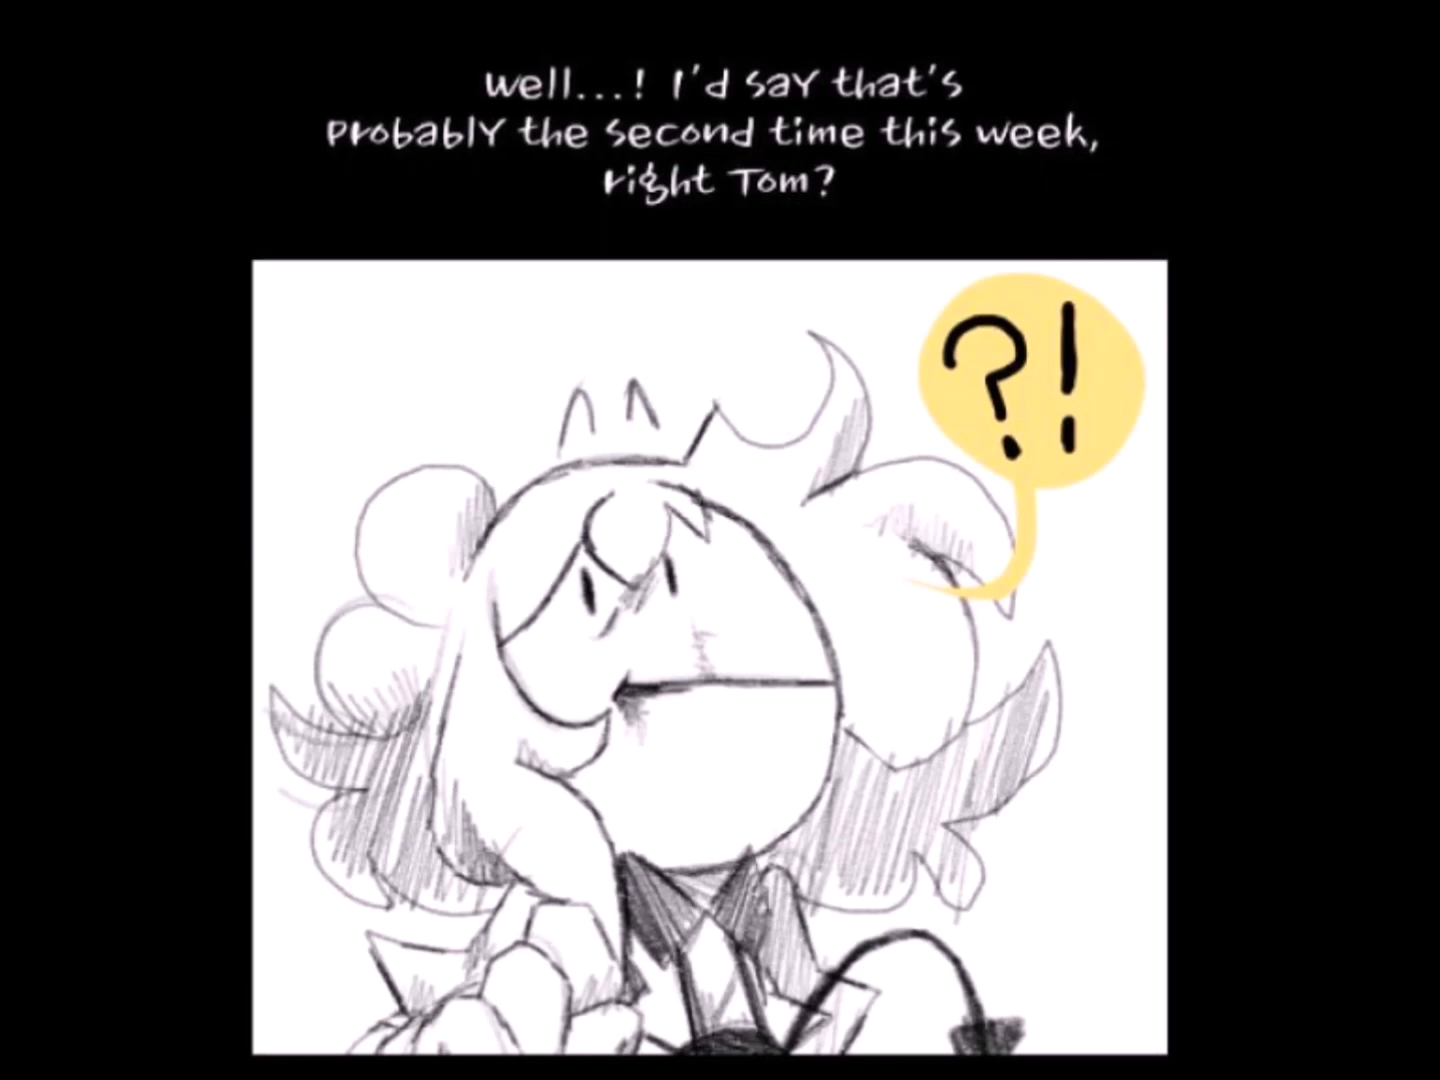 well...! I'd say that's
probably the second time this week,
right Tom?
?!